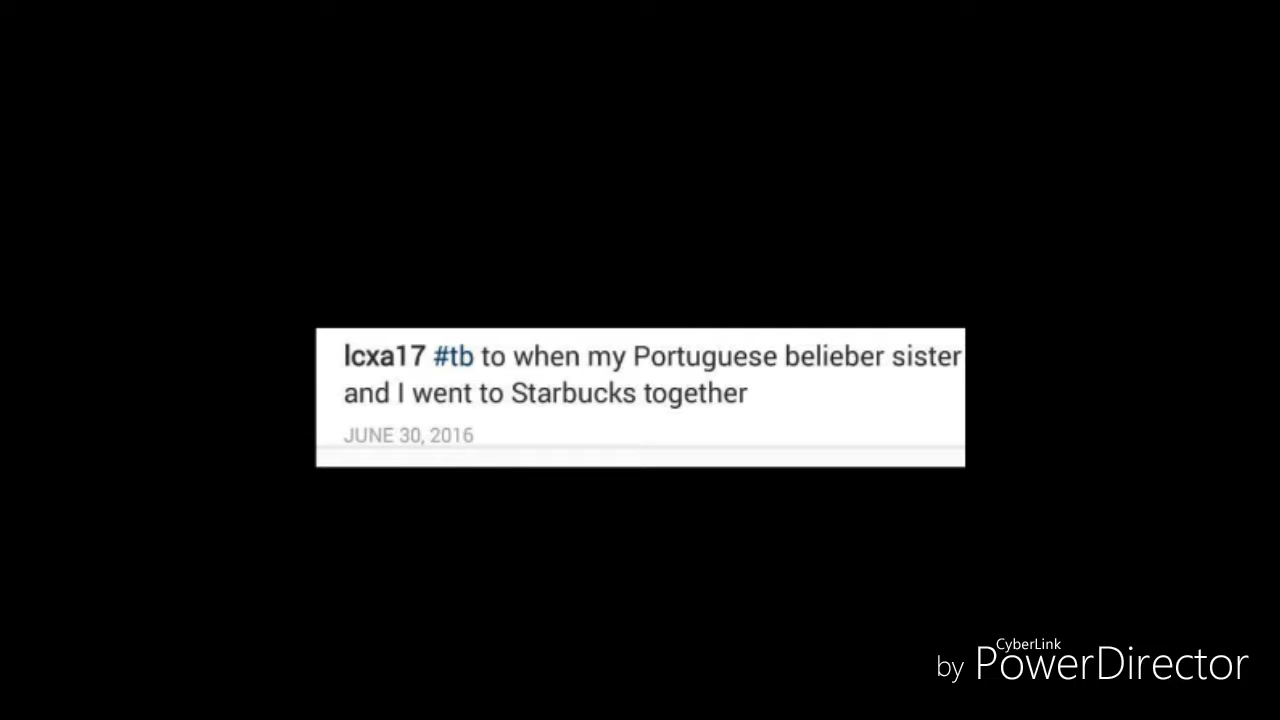 lcxa17 #tb to when my Portuguese belieber sister
and I went to Starbucks together
JUNE 30, 2016
CyberLink
by PowerDirector